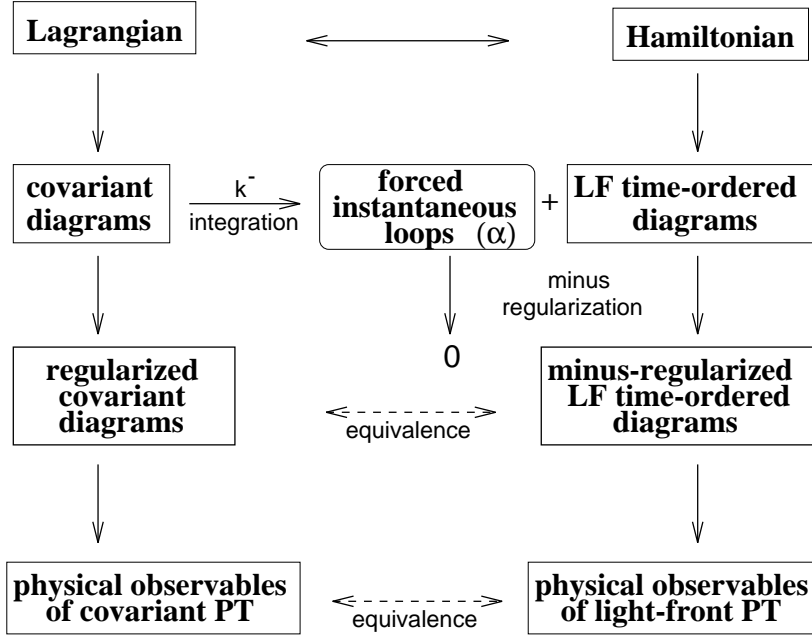 Lagrangian
Hamiltonian
covariant
diagrams
k-
integration
forced
instantaneous
loops (α)
+
LF time-ordered
diagrams
minus
regularization
0
regularized
covariant
diagrams
equivalence
minus-regularized
LF time-ordered
diagrams
physical observables
of covariant PT
equivalence
physical observables
of light-front PT